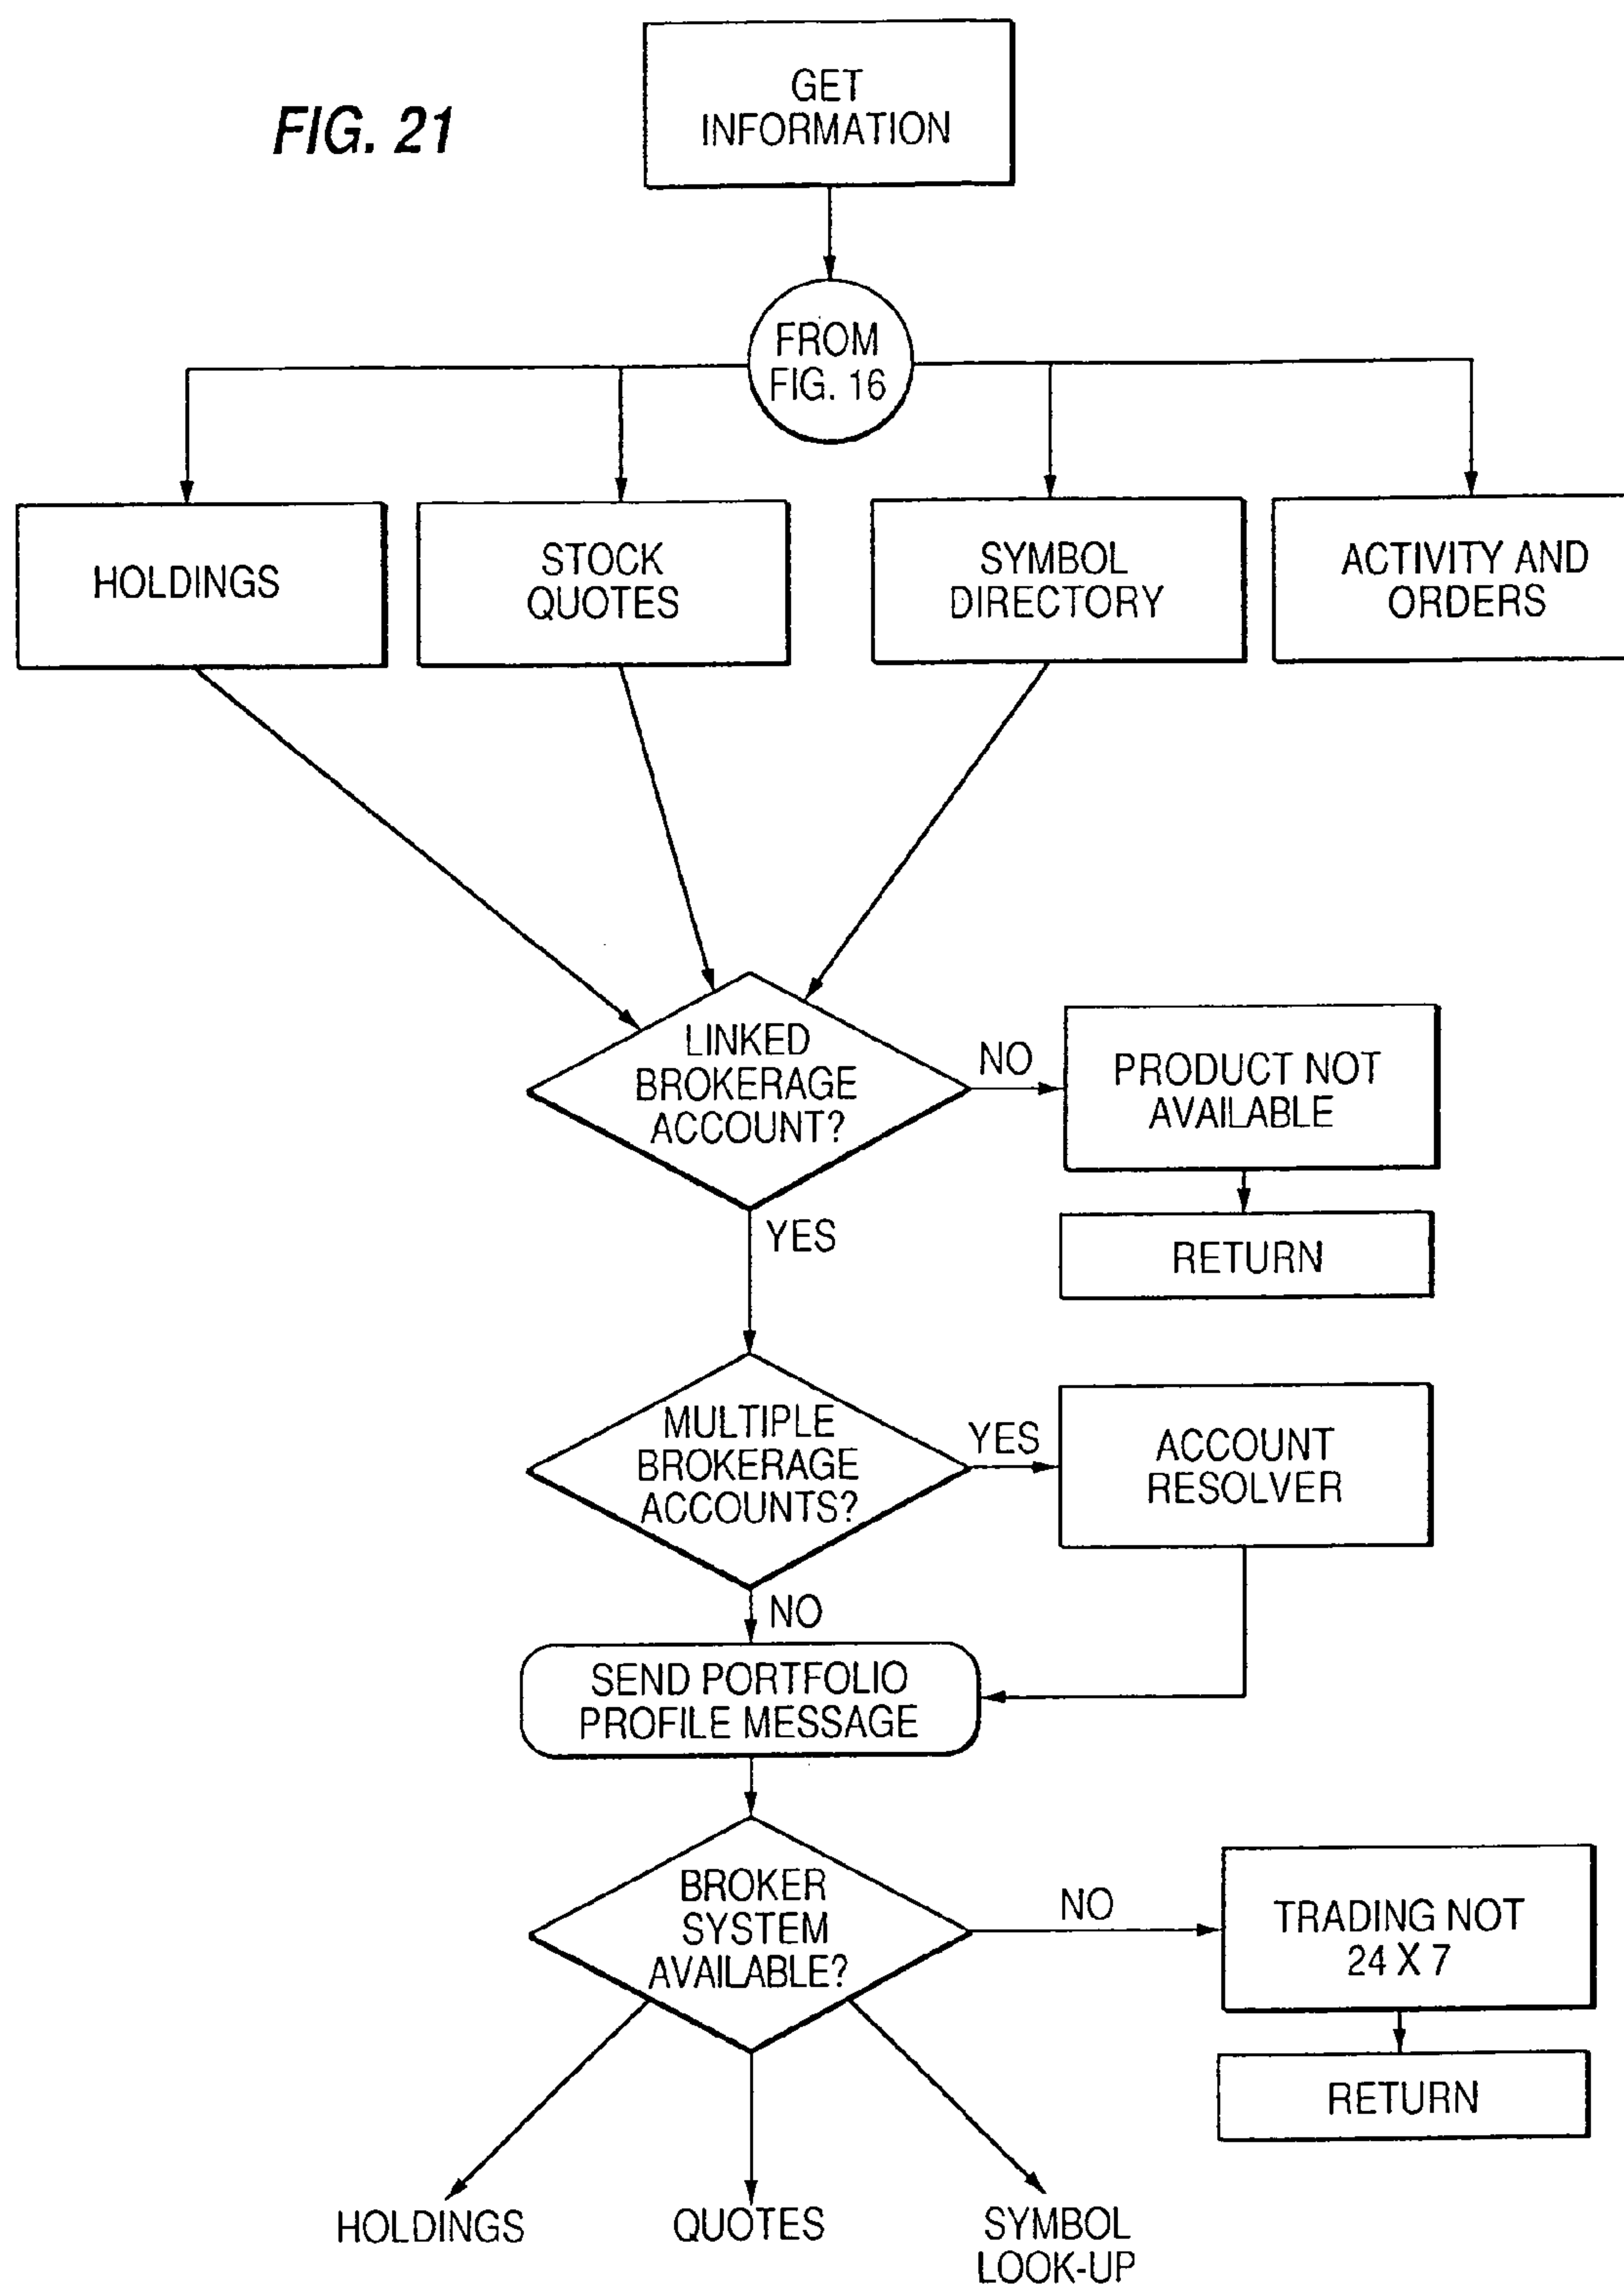 FIG. 21
GET
INFORMATION
FROM
FIG. 16
HOLDINGS
STOCK
QUOTES
SYMBOL
DIRECTORY
ACTIVITY AND
ORDERS
LINKED
BROKERAGE
ACCOUNT?
NO
PRODUCT NOT
AVAILABLE
YES
RETURN
MULTIPLE
BROKERAGE
ACCOUNTS?
YES
ACCOUNT
RESOLVER
NO
SEND PORTFOLIO
PROFILE MESSAGE
BROKER
SYSTEM
AVAILABLE?
NO
TRADING NOT
24 X 7
RETURN
HOLDINGS
QUOTES
SYMBOL
LOOK-UP